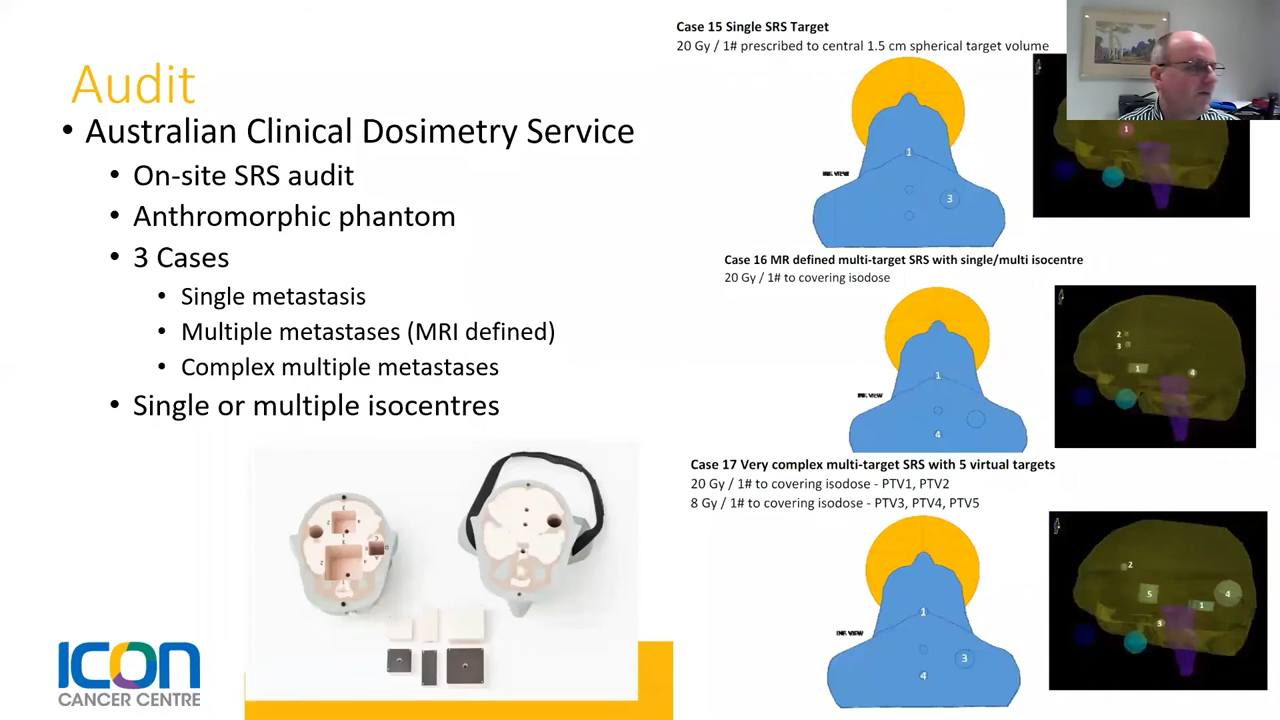 Audit
• Australian Clinical Dosimetry Service
• On-site SRS audit
• Anthromorphic phantom
• 3 Cases
• Single metastasis
• Multiple metastases (MRI defined)
• Complex multiple metastases
• Single or multiple isocentres
ICON
CANCER CENTRE
Case 15 Single SRS Target
20 Gy / 1# prescribed to central 1.5 cm spherical target volume
1
3
1
Case 16 MR defined multi-target SRS with single/multi isocentre
20 Gy / 1# to covering isodose
1
4
2
3
1
4
Case 17 Very complex multi-target SRS with 5 virtual targets
20 Gy / 1# to covering isodose - PTV1, PTV2
8 Gy / 1# to covering isodose - PTV3, PTV4, PTV5
1
3
4
2
5
4
1
3